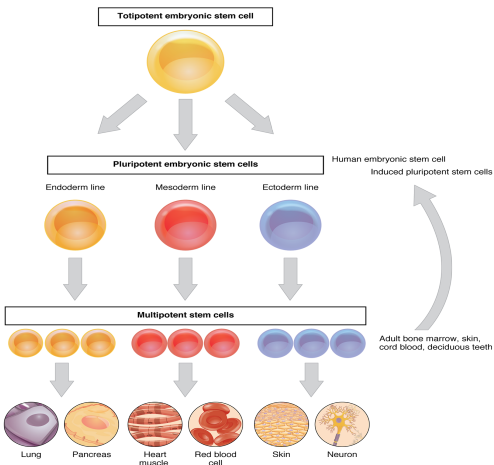 Totipotent embryonic stem cell
Pluripotent embryonic stem cells
Human embryonic stem cell
Induced pluripotent stem cells
Endoderm line
Mesoderm line
Ectoderm line
Multipotent stem cells
Adult bone marrow, skin,
cord blood, deciduous teeth
Lung
Pancreas
Heart
muscle
Red blood
cell
Skin
Neuron